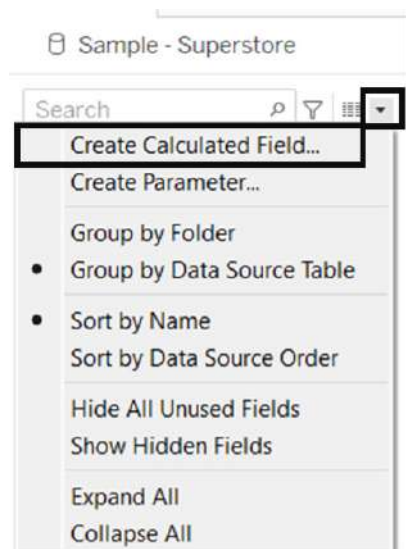 Sample - Superstore
Search
Create Calculated Field...
Create Parameter...
Group by Folder
Group by Data Source Table
Sort by Name
Sort by Data Source Order
Hide All Unused Fields
Show Hidden Fields
Expand All
Collapse All